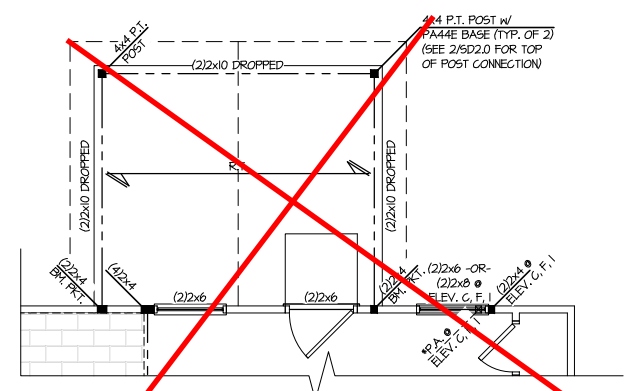 4x4 P.T.
POST
4x4 P.T. POST W/
PA44E BASE (TYP. OF 2)
(SEE 2/SD2.0 FOR TOP
OF POST CONNECTION)
(2)2x10 DROPPED
(2)2x10 DROPPED
(2)2x10 DROPPED
(2)2x4
BM. PKT.
(4)2x4
(2)2x6
(2)2x6
(2)2x4
BM. PKT.
(2)2x6 -OR-
(2)2x8 @
ELEV. C, F, I
(2)2x4 @
ELEV. C, F, I
*P.A. @
ELEV. C, F, I